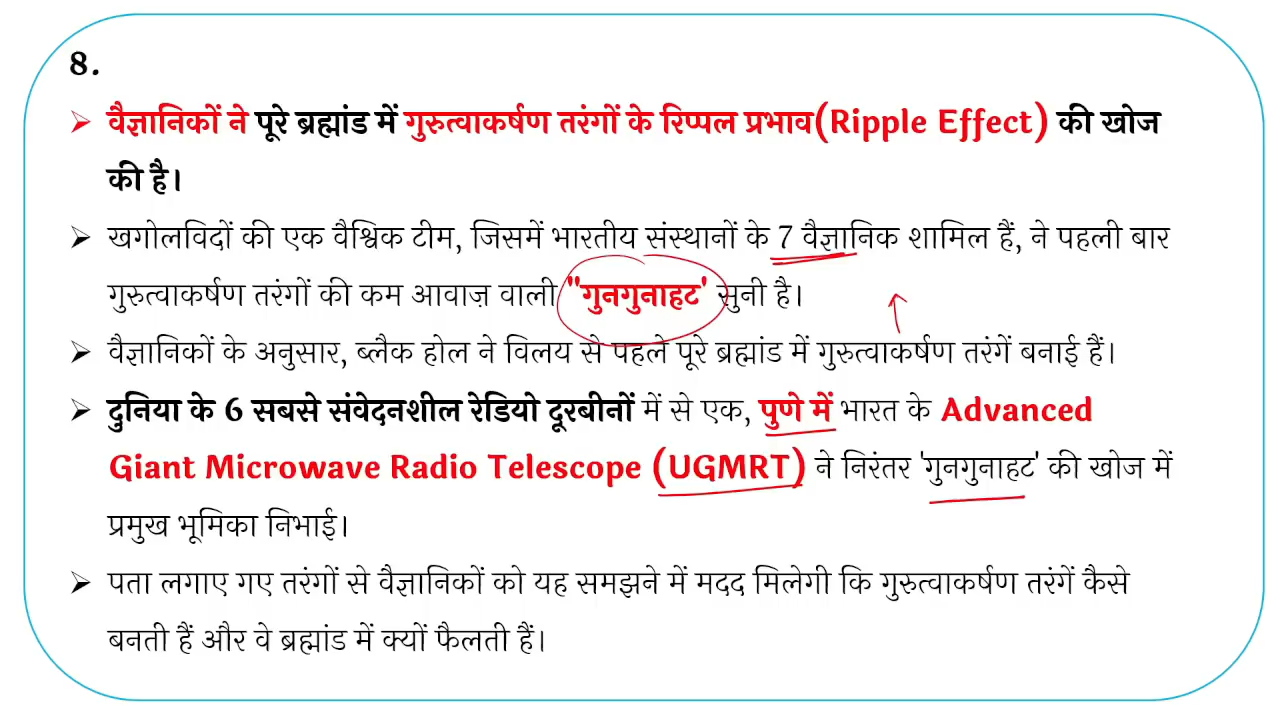 8.
➢ वैज्ञानिकों ने पूरे ब्रह्मांड में गुरुत्वाकर्षण तरंगों के रिप्पल प्रभाव(Ripple Effect) की खोज
की है।
➢ खगोलविदों की एक वैश्विक टीम, जिसमें भारतीय संस्थानों के 7 वैज्ञानिक शामिल हैं, ने पहली बार
गुरुत्वाकर्षण तरंगों की कम आवाज़ वाली "गुनगुनाहट' सुनी है।
➢ वैज्ञानिकों के अनुसार, ब्लैक होल ने विलय से पहले पूरे ब्रह्मांड में गुरुत्वाकर्षण तरंगें बनाई हैं।
➢ दुनिया के 6 सबसे संवेदनशील रेडियो दूरबीनों में से एक, पुणे में भारत के Advanced
Giant Microwave Radio Telescope (UGMRT) ने निरंतर 'गुनगुनाहट' की खोज में
प्रमुख भूमिका निभाई।
➢ पता लगाए गए तरंगों से वैज्ञानिकों को यह समझने में मदद मिलेगी कि गुरुत्वाकर्षण तरंगें कैसे
बनती हैं और वे ब्रह्मांड में क्यों फैलती हैं।